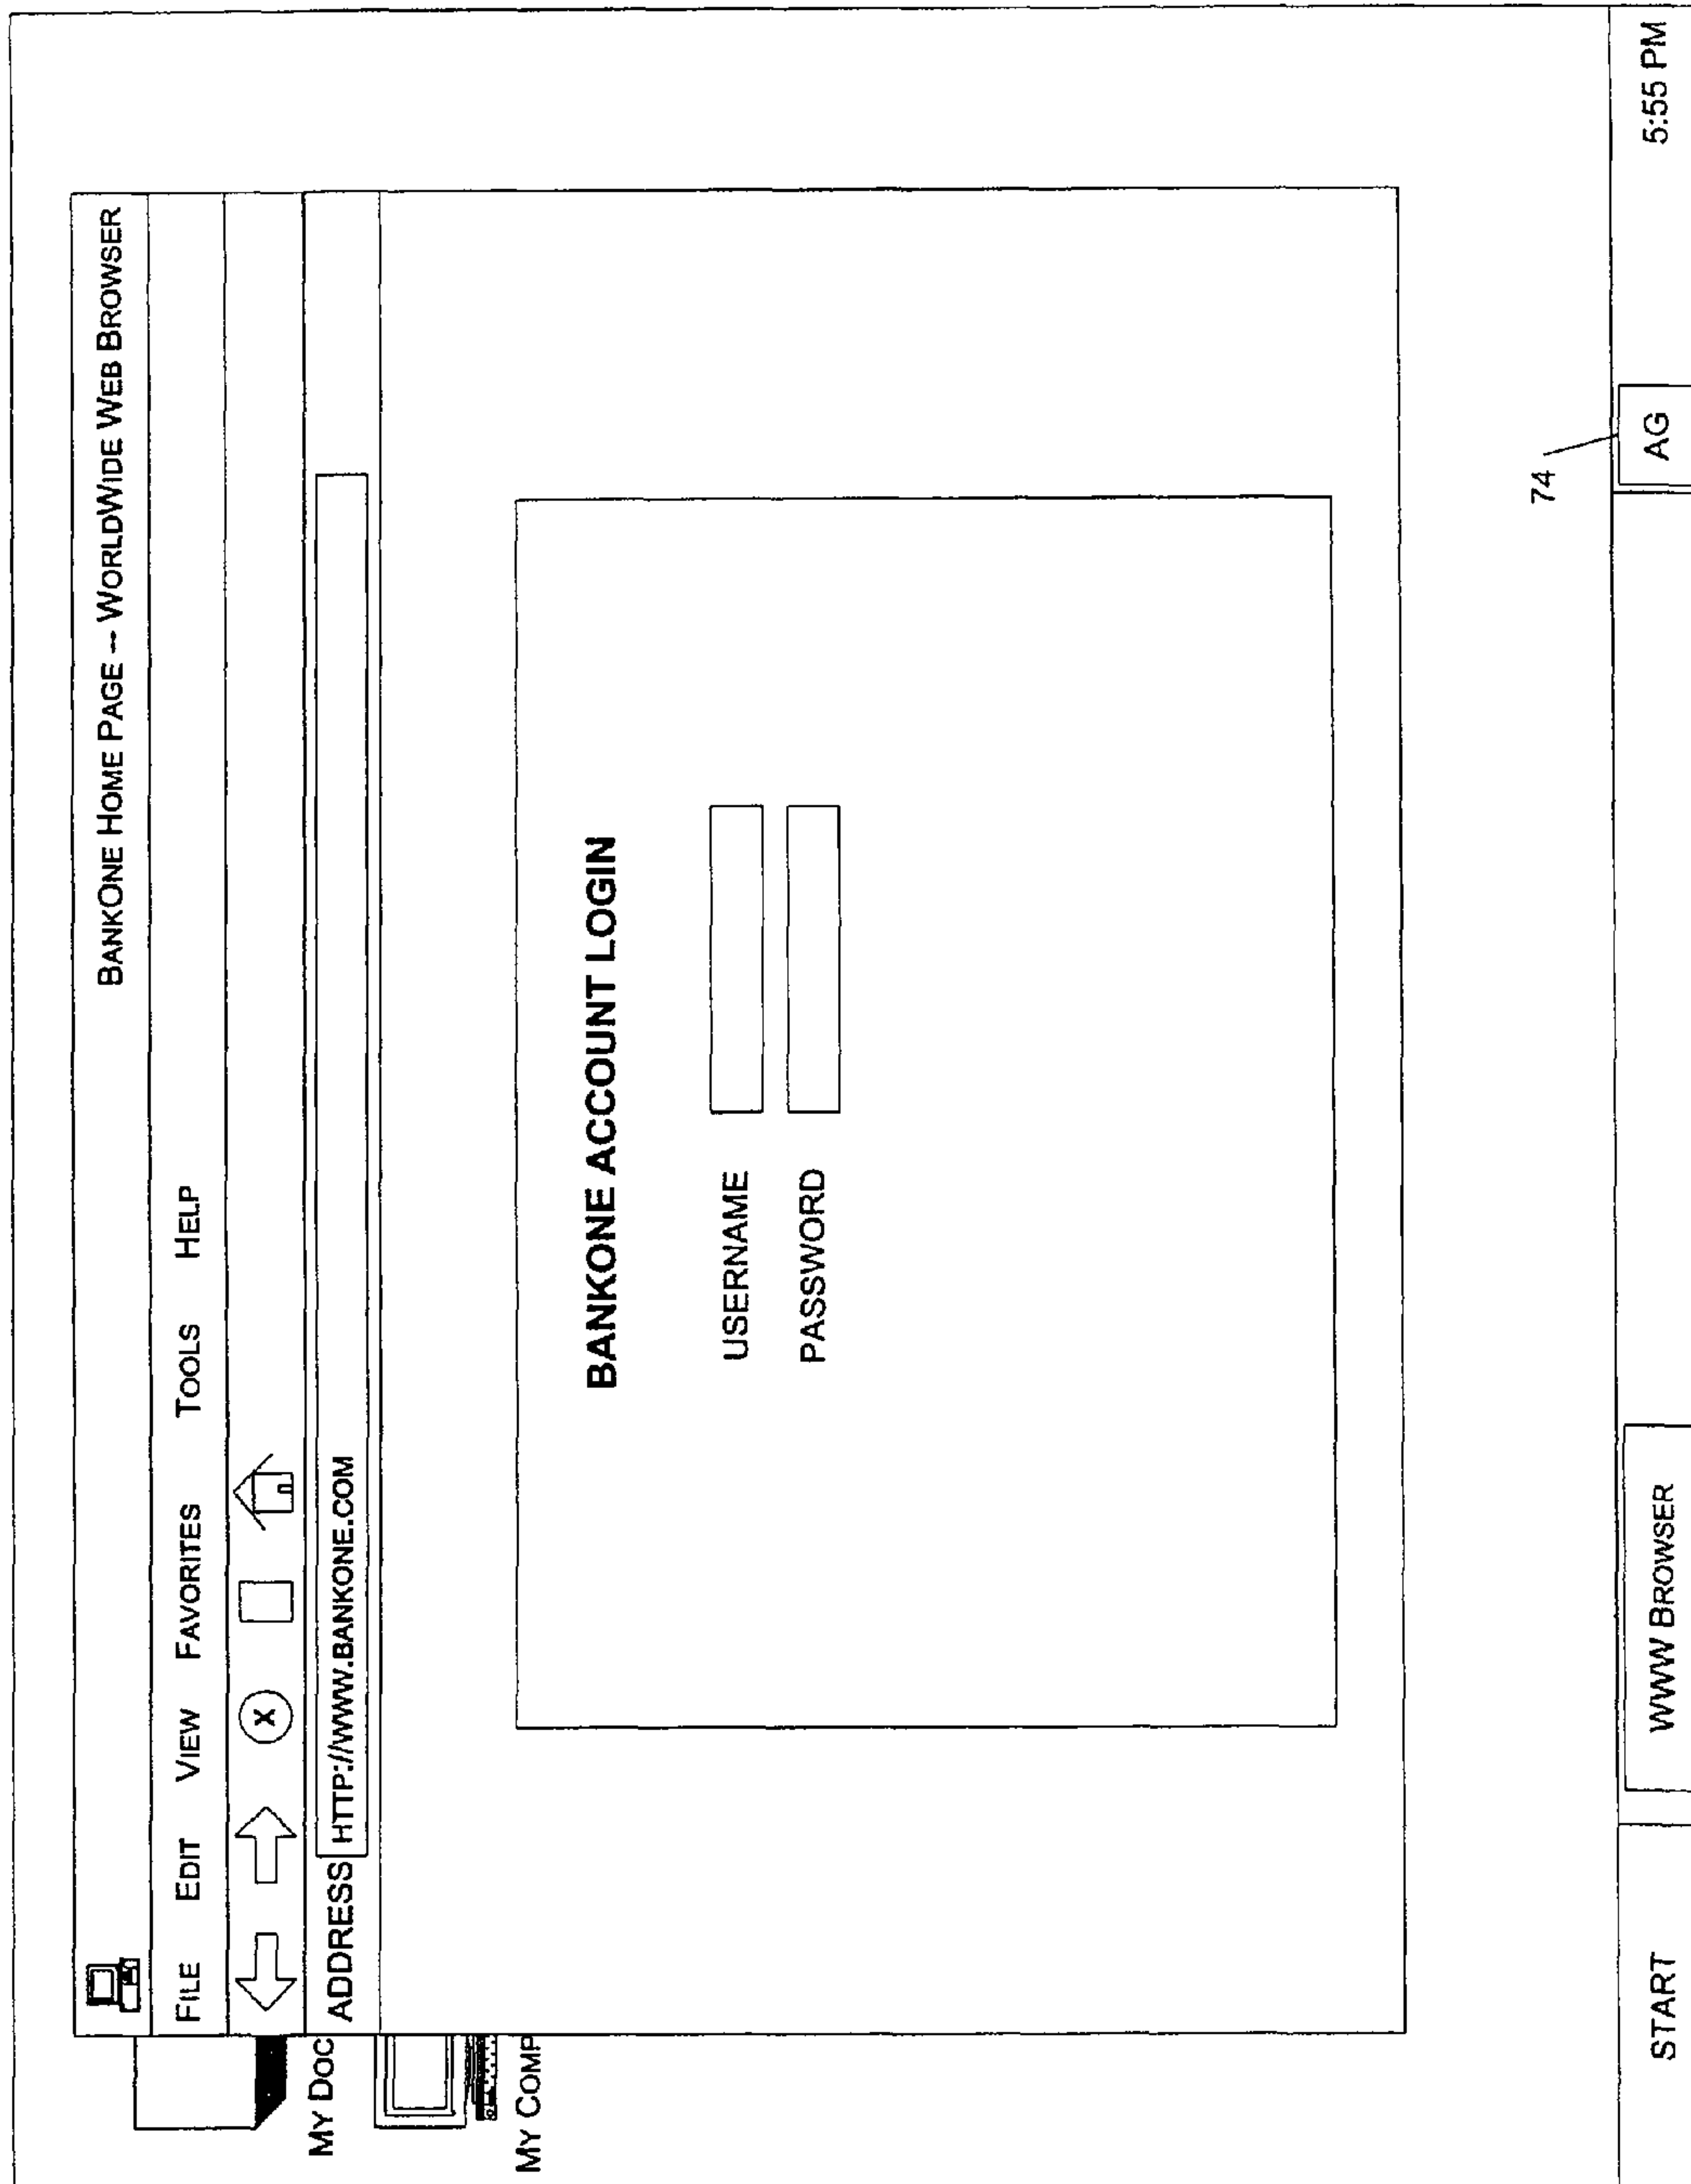 BANKONE HOME PAGE -- WORLDWIDE WEB BROWSER
FILE EDIT VIEW FAVORITES TOOLS HELP
X
ADDRESS HTTP://WWW.BANKONE.COM
MY DOC
MY COMP
BANKONE ACCOUNT LOGIN
USERNAME
PASSWORD
74
START WWW BROWSER AG 5:55 PM